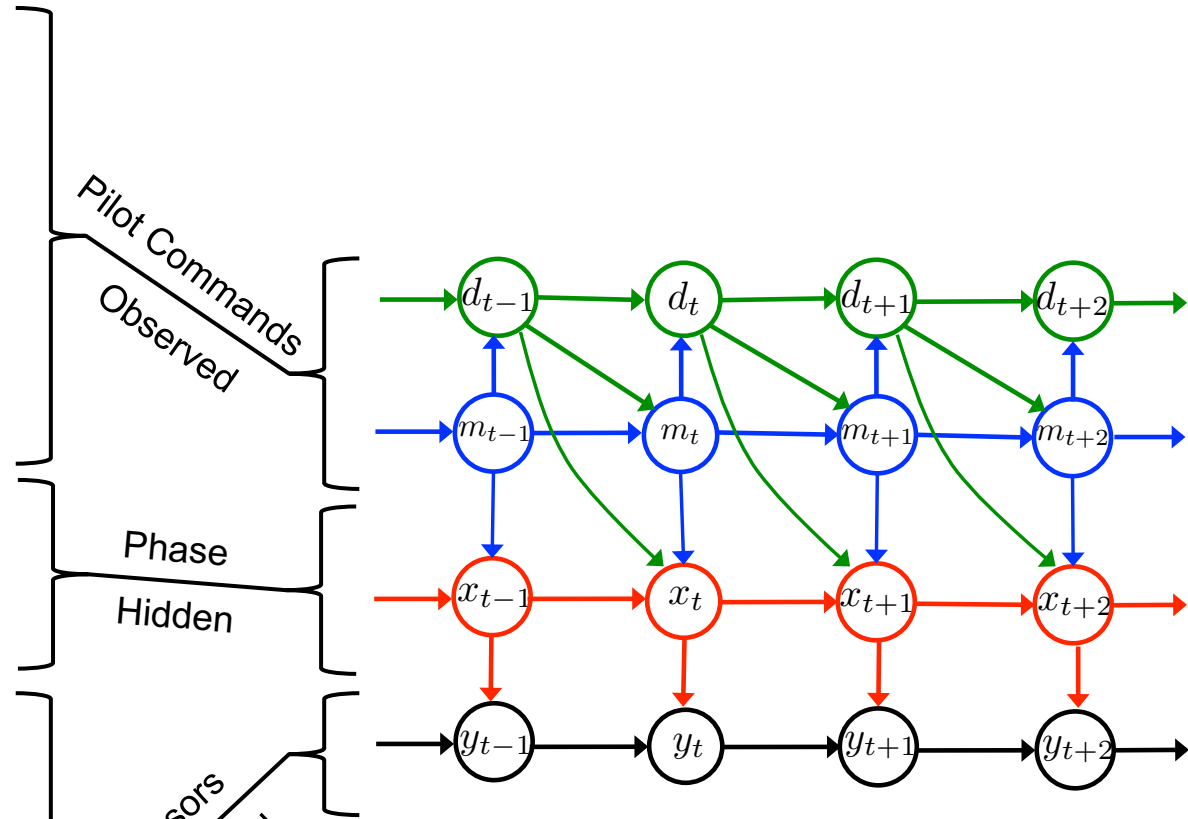 Pilot Commands
Observed
d_{t-1} d_t d_{t+1} d_{t+2}
m_{t-1} m_t m_{t+1} m_{t+2}
Phase
Hidden
x_{t-1} x_t x_{t+1} x_{t+2}
y_{t-1} y_t y_{t+1} y_{t+2}